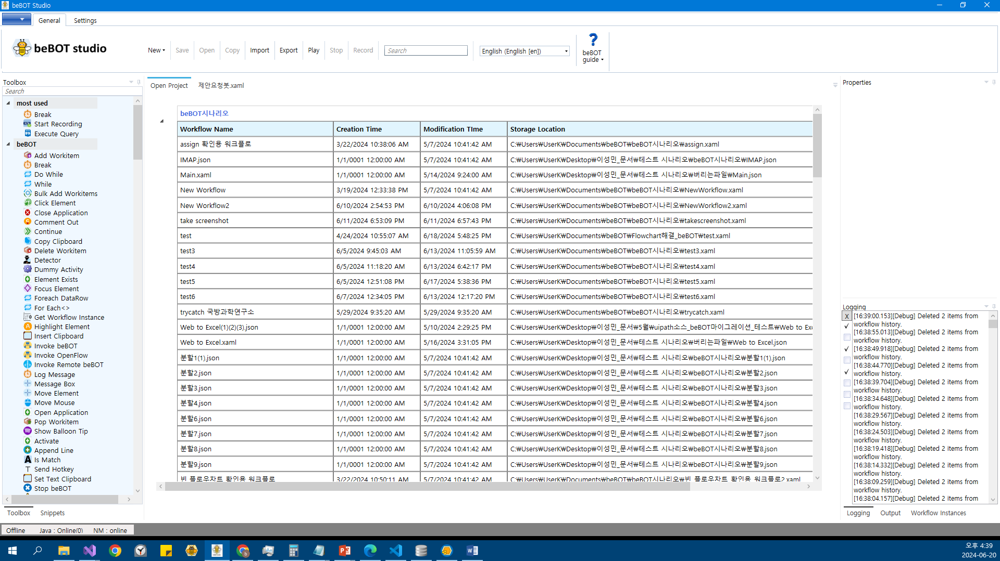 beBOT Studio
General
Settings
beBOT studio
New
Save
Open
Copy
Import
Export
Play
Stop
Record
Search
English (English [en])
?
beBOT
guide
Toolbox
Search
most used
Break
Start Recording
Execute Query
beBOT
Add Workitem
Break
Do While
While
Bulk Add Workitems
Click Element
Close Application
Comment Out
Continue
Copy Clipboard
Delete Workitem
Detector
Dummy Activity
Element Exists
Focus Element
Foreach DataRow
For Each<>
Get Workflow Instance
Highlight Element
Insert Clipboard
Invoke beBOT
Invoke OpenFlow
Invoke Remote beBOT
Log Message
Message Box
Move Element
Move Mouse
Open Application
Pop Workitem
Show Balloon Tip
Activate
Append Line
Is Match
Send Hotkey
Set Text Clipboard
Stop beBOT
Toolbox
Snippets
Open Project
제안요청봇.xaml
beBOT시나리오
Workflow Name Creation Time Modification TIme Storage Location
assign 확인용 워크플로 3/22/2024 10:38:06 AM 5/7/2024 10:41:42 AM C:₩Users₩UserK₩Documents₩beBOT₩beBOT시나리오₩assign.xaml
IMAP.json 1/1/0001 12:00:00 AM 5/7/2024 10:41:42 AM C:₩Users₩UserK₩Desktop₩이성민_문서₩테스트 시나리오₩beBOT시나리오₩IMAP.json
Main.xaml 1/1/0001 12:00:00 AM 5/14/2024 9:24:00 AM C:₩Users₩UserK₩Desktop₩이성민_문서₩테스트 시나리오₩버리는파일₩Main.json
New Workflow 3/19/2024 12:33:38 PM 5/7/2024 10:41:42 AM C:₩Users₩UserK₩Documents₩beBOT₩beBOT시나리오₩NewWorkflow.xaml
New Workflow2 6/10/2024 2:54:53 PM 6/10/2024 4:06:08 PM C:₩Users₩UserK₩Documents₩beBOT₩beBOT시나리오₩NewWorkflow2.xaml
take screenshot 6/11/2024 6:53:09 PM 6/11/2024 6:57:43 PM C:₩Users₩UserK₩Documents₩beBOT₩beBOT시나리오₩takescreenshot.xaml
test 4/24/2024 10:55:07 AM 6/18/2024 5:48:25 PM C:₩Users₩UserK₩Documents₩beBOT₩Flowchart해결_beBOT₩test.xaml
test3 6/5/2024 9:45:03 AM 6/13/2024 11:05:59 AM C:₩Users₩UserK₩Documents₩beBOT₩beBOT시나리오₩test3.xaml
test4 6/5/2024 11:18:20 AM 6/13/2024 6:42:17 PM C:₩Users₩UserK₩Documents₩beBOT₩beBOT시나리오₩test4.xaml
test5 6/5/2024 12:51:08 PM 6/17/2024 5:38:36 PM C:₩Users₩UserK₩Documents₩beBOT₩beBOT시나리오₩test5.xaml
test6 6/7/2024 12:34:05 PM 6/13/2024 12:17:20 PM C:₩Users₩UserK₩Documents₩beBOT₩beBOT시나리오₩test6.xaml
trycatch 국방과학연구소 5/29/2024 9:35:20 AM 5/29/2024 9:35:20 AM C:₩Users₩UserK₩Documents₩beBOT₩beBOT시나리오₩trycatch.xaml
Web to Excel(1)(2)(3).json 1/1/0001 12:00:00 AM 5/10/2024 2:29:25 PM C:₩Users₩UserK₩Desktop₩이성민_문서₩5월₩uipath소스_beBOT마이그레이션_테스트₩Web to Ex
Web to Excel.xaml 1/1/0001 12:00:00 AM 5/16/2024 3:31:05 PM C:₩Users₩UserK₩Desktop₩이성민_문서₩테스트 시나리오₩버리는파일₩Web to Excel.json
분할1(1).json 1/1/0001 12:00:00 AM 5/7/2024 10:41:42 AM C:₩Users₩UserK₩Desktop₩이성민_문서₩테스트 시나리오₩beBOT시나리오₩분할1(1).json
분할2.json 1/1/0001 12:00:00 AM 5/7/2024 10:41:42 AM C:₩Users₩UserK₩Desktop₩이성민_문서₩테스트 시나리오₩beBOT시나리오₩분할2.json
분할3.json 1/1/0001 12:00:00 AM 5/7/2024 10:41:42 AM C:₩Users₩UserK₩Desktop₩이성민_문서₩테스트 시나리오₩beBOT시나리오₩분할3.json
분할4.json 1/1/0001 12:00:00 AM 5/7/2024 10:41:42 AM C:₩Users₩UserK₩Desktop₩이성민_문서₩테스트 시나리오₩beBOT시나리오₩분할4.json
분할6.json 1/1/0001 12:00:00 AM 5/7/2024 10:41:42 AM C:₩Users₩UserK₩Desktop₩이성민_문서₩테스트 시나리오₩beBOT시나리오₩분할6.json
분할7.json 1/1/0001 12:00:00 AM 5/7/2024 10:41:42 AM C:₩Users₩UserK₩Desktop₩이성민_문서₩테스트 시나리오₩beBOT시나리오₩분할7.json
분할8.json 1/1/0001 12:00:00 AM 5/7/2024 10:41:42 AM C:₩Users₩UserK₩Desktop₩이성민_문서₩테스트 시나리오₩beBOT시나리오₩분할8.json
분할9.json 1/1/0001 12:00:00 AM 5/7/2024 10:41:42 AM C:₩Users₩UserK₩Desktop₩이성민_문서₩테스트 시나리오₩beBOT시나리오₩분할9.json
빈 플로우차트 확인용 워크플로 3/22/2024 10:50:11 AM 5/7/2024 10:41:42 AM C:₩Users₩UserK₩Documents₩beBOT₩beBOT시나리오₩빈 플로우차트 확인용 워크플로2.xaml
Properties
Logging
X
[16:39:00.153][Debug] Deleted 2 items from
workflow history.
[16:38:55.013][Debug] Deleted 2 items from
workflow history.
[16:38:49.918][Debug] Deleted 2 items from
workflow history.
[16:38:44.770][Debug] Deleted 2 items from
workflow history.
[16:38:39.704][Debug] Deleted 2 items from
workflow history.
[16:38:34.648][Debug] Deleted 2 items from
workflow history.
[16:38:29.567][Debug] Deleted 2 items from
workflow history.
[16:38:24.503][Debug] Deleted 2 items from
workflow history.
[16:38:19.418][Debug] Deleted 2 items from
workflow history.
[16:38:14.332][Debug] Deleted 2 items from
workflow history.
[16:38:09.259][Debug] Deleted 2 items from
workflow history.
[16:38:04.157][Debug] Deleted 2 items from
Logging
Output
Workflow Instances
Offline
Java : Online(0)
NM : online
오후 4:39
2024-06-20